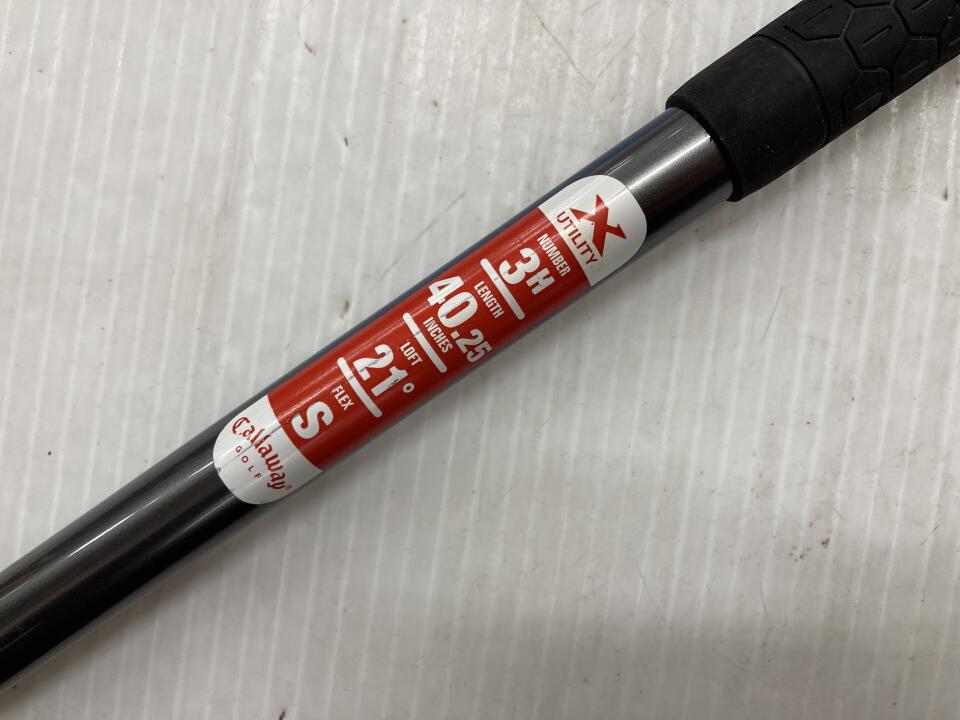 X
UTILITY
NUMBER
3H
LENGTH
40.25
INCHES
LOFT
21°
FLEX
S
Callaway®
GOLF